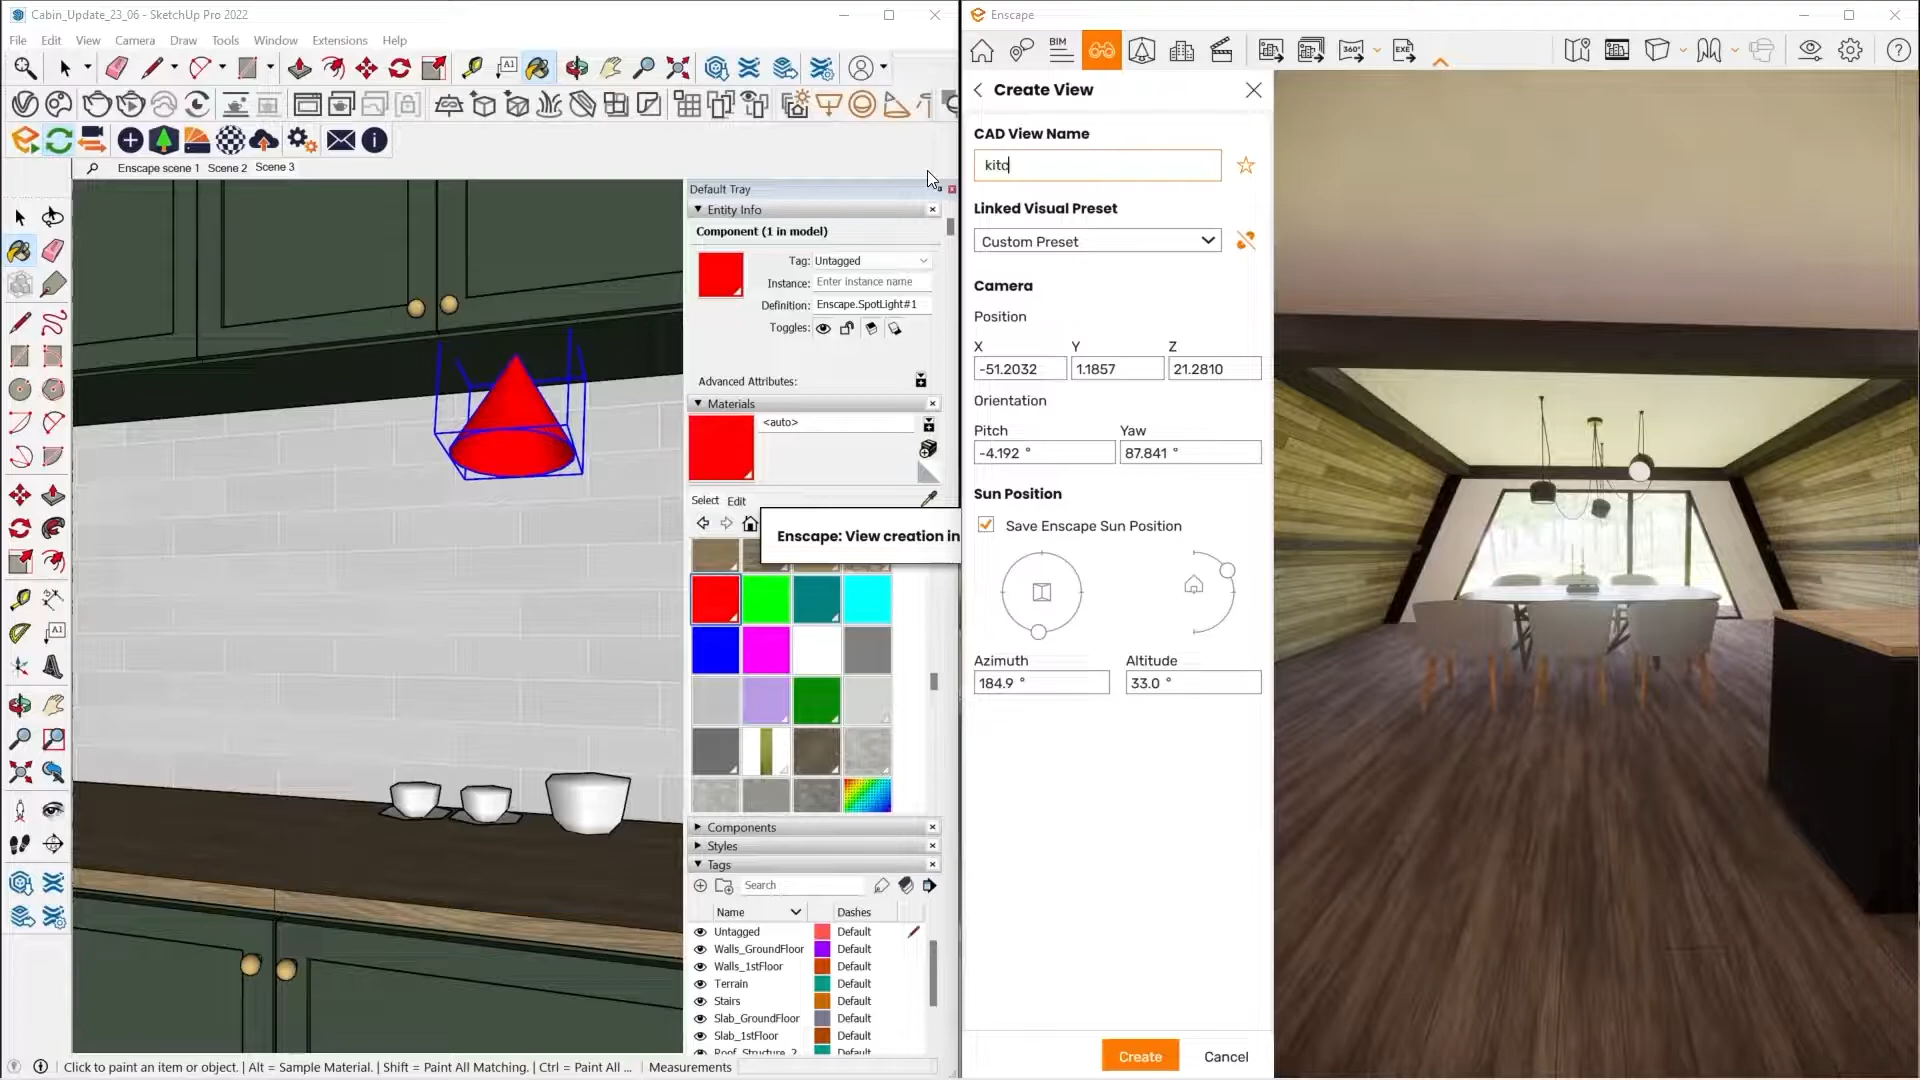 Cabin_Update_23_06 - SketchUp Pro 2022
File Edit View Camera Draw Tools Window Extensions Help
Enscape scene 1 Scene 2 Scene 3
Default Tray
Entity Info
Component (1 in model)
Tag: Untagged
Instance: Enter instance name
Definition: Enscape.SpotLight#1
Toggles:
Advanced Attributes:
Materials
<auto>
Select Edit
Enscape: View creation in
Components
Styles
Tags
Search
Name Dashes
Untagged Default
Walls_GroundFloor Default
Walls_1stFloor Default
Terrain Default
Stairs Default
Slab_GroundFloor Default
Slab_1stFloor Default
Roof_Structure_2 Default
Click to paint an item or object. | Alt = Sample Material. | Shift = Paint All Matching. | Ctrl = Paint All ... Measurements
Enscape
BIM
360°
EXE
Create View
CAD View Name
kitc
Linked Visual Preset
Custom Preset
Camera
Position
X Y Z
-51.2032 1.1857 21.2810
Orientation
Pitch Yaw
-4.192 ° 87.841 °
Sun Position
Save Enscape Sun Position
Azimuth Altitude
184.9 ° 33.0 °
Create Cancel